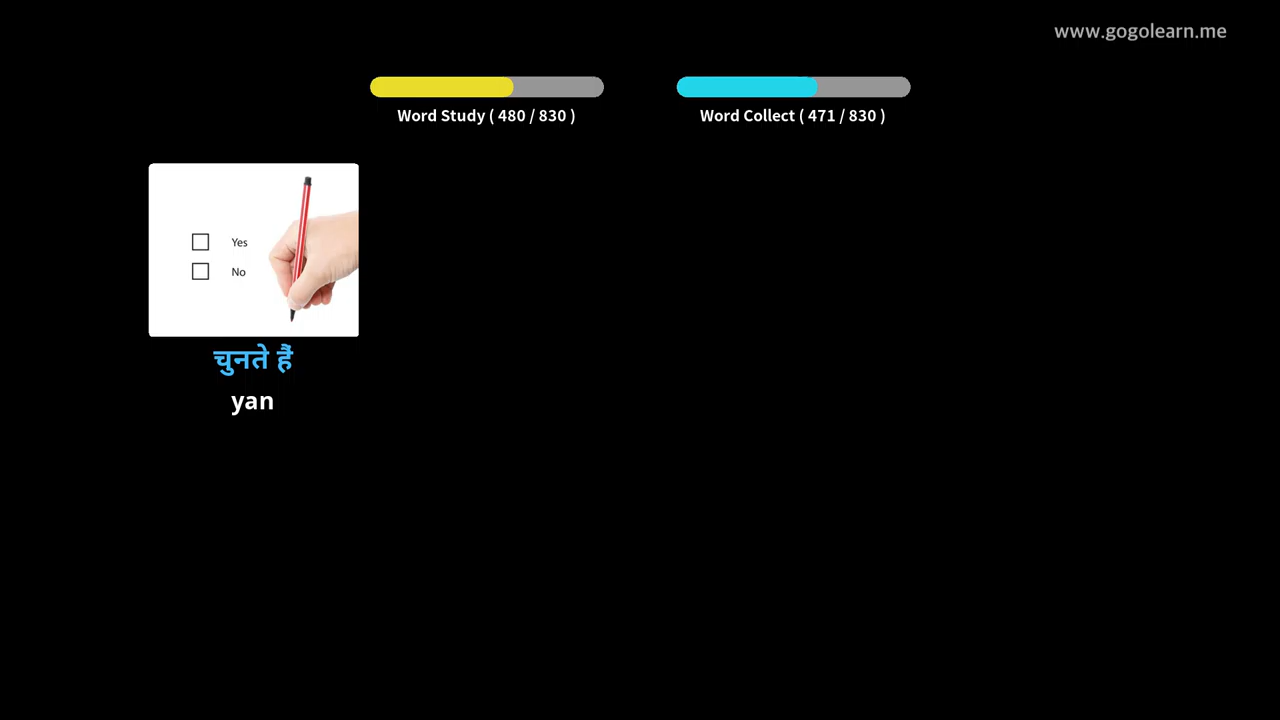 www.gogolearn.me
Word Study ( 480 / 830 )
Word Collect ( 471 / 830 )
Yes
No
चुनते हैं
yan